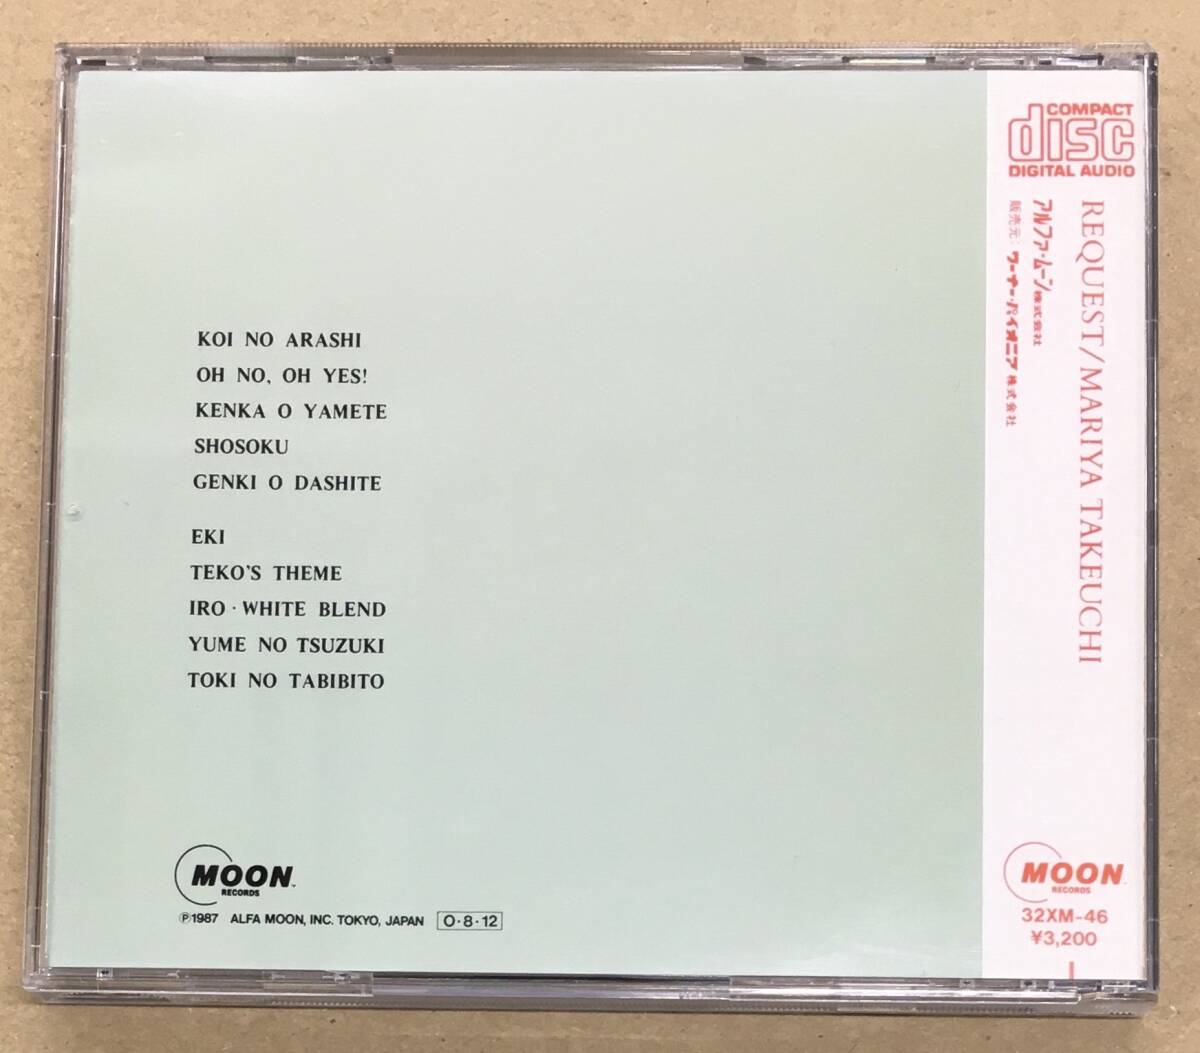 KOI NO ARASHI
OH NO, OH YES!
KENKA O YAMETE
SHOSOKU
GENKI O DASHITE
EKI
TEKO'S THEME
IRO · WHITE BLEND
YUME NO TSUZUKI
TOKI NO TABIBITO
MOON™
RECORDS
℗1987 ALFA MOON, INC. TOKYO, JAPAN O·8·12
COMPACT
disc
DIGITAL AUDIO
REQUEST/MARIYA TAKEUCHI
アルファ・ムーン株式会社
販売元：ワーナー・パイオニア株式会社
MOON™
RECORDS
32XM-46
¥3,200